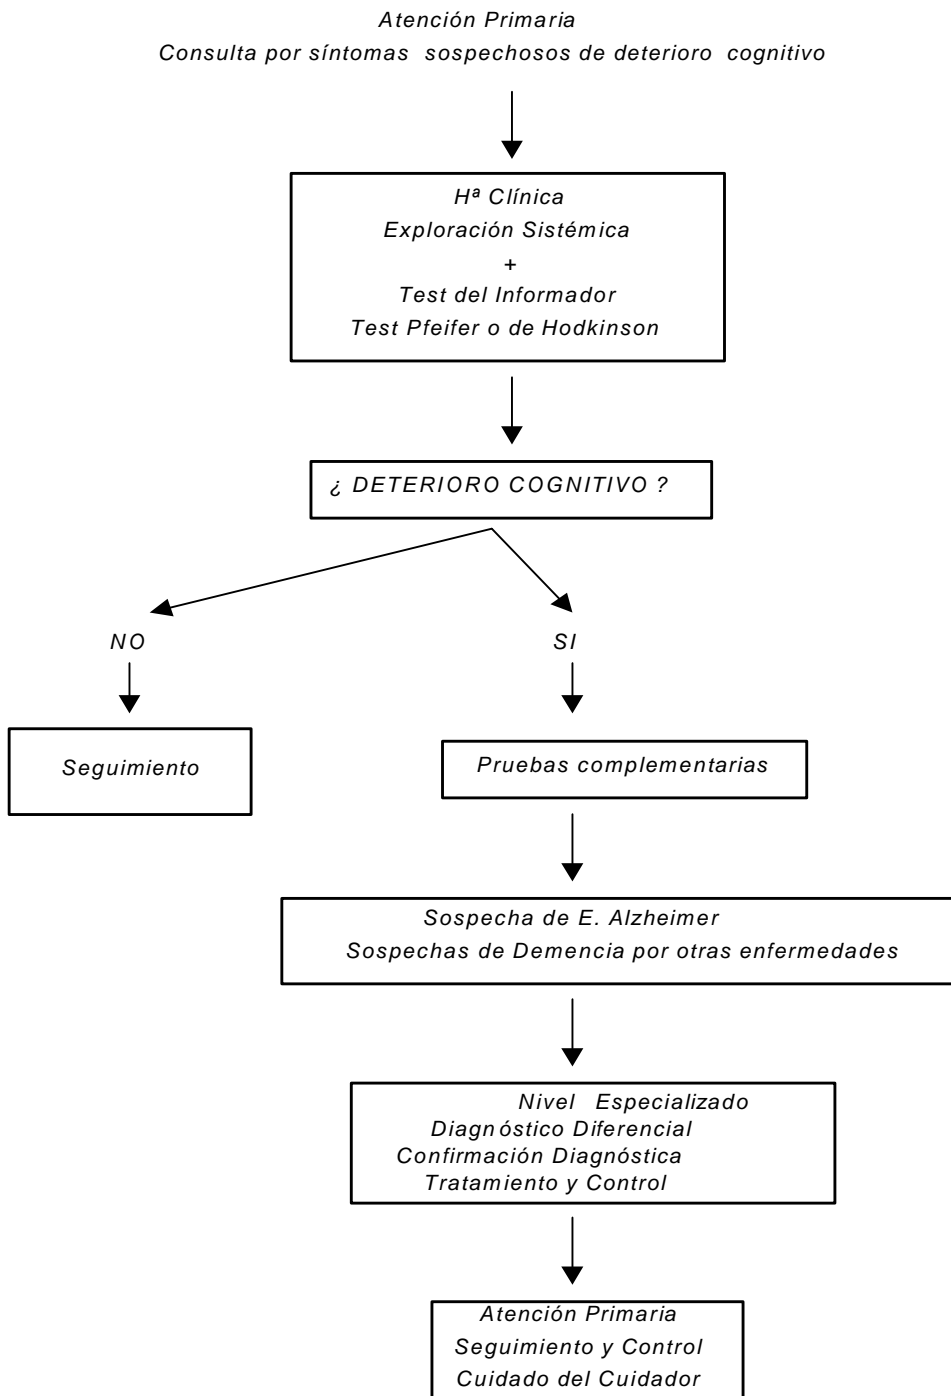 Atención Primaria
Consulta por síntomas sospechosos de deterioro cognitivo
Hª Clínica
Exploración Sistémica
+
Test del Informador
Test Pfeifer o de Hodkinson
¿ DETERIORO COGNITIVO ?
NO
SI
Seguimiento
Pruebas complementarias
Sospecha de E. Alzheimer
Sospechas de Demencia por otras enfermedades
Nivel Especializado
Diagnóstico Diferencial
Confirmación Diagnóstica
Tratamiento y Control
Atención Primaria
Seguimiento y Control
Cuidado del Cuidador